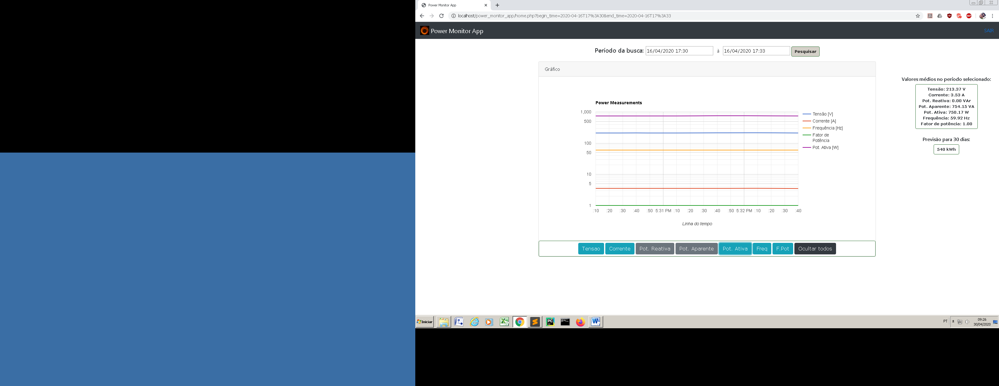 Power Monitor App
localhost/power_monitor_app/home.php?begin_time=2020-04-16T17%3A30&end_time=2020-04-16T17%3A33
ABP
Power Monitor App
SAIR
Período da busca: 16/04/2020 17:30 à 16/04/2020 17:33 Pesquisar
Gráfico
Valores médios no período selecionado:
Tensão: 213.37 V
Corrente: 3.53 A
Pot. Reativa: 0.00 VAr
Pot. Aparente: 754.15 VA
Pot. Ativa: 750.17 W
Frequência: 59.92 Hz
Fator de potência: 1.00
Previsão para 30 dias:
540 kWh
Power Measurements
1,000
500
100
50
10
5
1
:10 :20 :30 :40 :50 5:31 PM :10 :20 :30 :40 :50 5:32 PM :10 :20 :30 :40
Linha do tempo
Tensão [V]
Corrente [A]
Frequência [Hz]
Fator de
Potência
Pot. Ativa [W]
Tensao Corrente Pot. Reativa Pot. Aparente Pot. Ativa Freq F.Pot Ocultar todos
Iniciar
PC
PT
09:26
30/04/2020